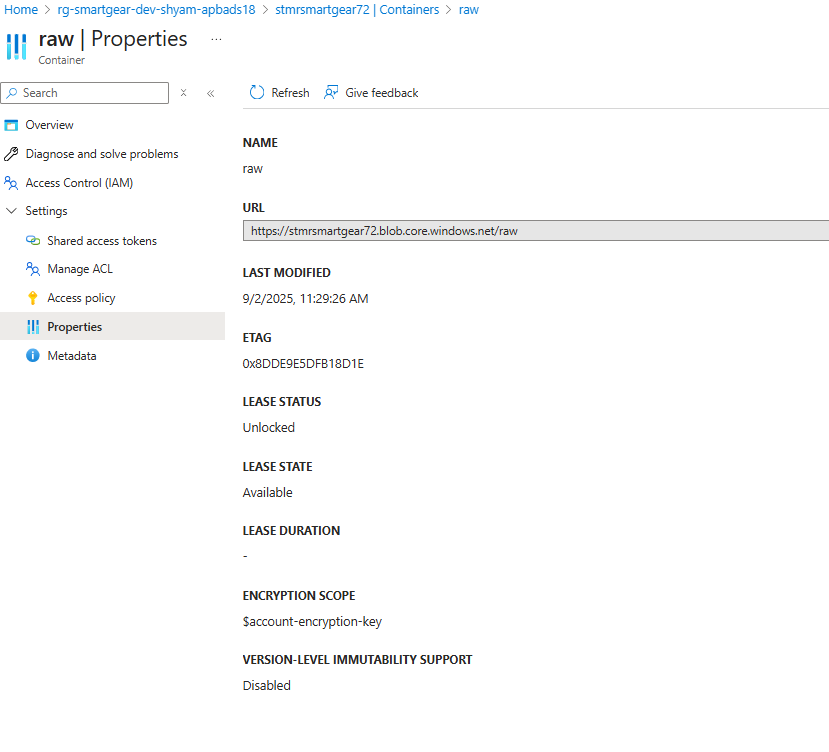 Home > rg-smartgear-dev-shyam-apbads18 > stmrsmartgear72 | Containers > raw
raw | Properties ...
Container
Search
Refresh Give feedback
Overview
Diagnose and solve problems
Access Control (IAM)
Settings
Shared access tokens
Manage ACL
Access policy
Properties
Metadata
NAME
raw
URL
https://stmrsmartgear72.blob.core.windows.net/raw
LAST MODIFIED
9/2/2025, 11:29:26 AM
ETAG
0x8DDE9E5DFB18D1E
LEASE STATUS
Unlocked
LEASE STATE
Available
LEASE DURATION
-
ENCRYPTION SCOPE
$account-encryption-key
VERSION-LEVEL IMMUTABILITY SUPPORT
Disabled